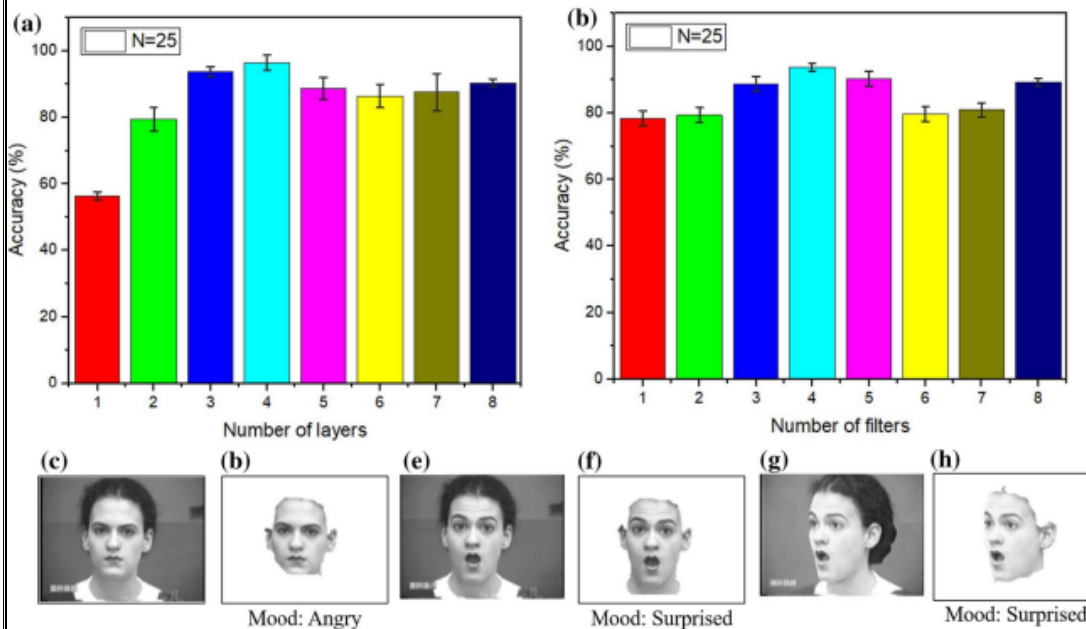 (a)
N=25
100
80
60
40
20
0
Accuracy (%)
1 2 3 4 5 6 7 8
Number of layers
(b)
N=25
100
80
60
40
20
0
Accuracy (%)
1 2 3 4 5 6 7 8
Number of filters
(c) (b) (e) (f) (g) (h)
Mood: Angry Mood: Surprised Mood: Surprised